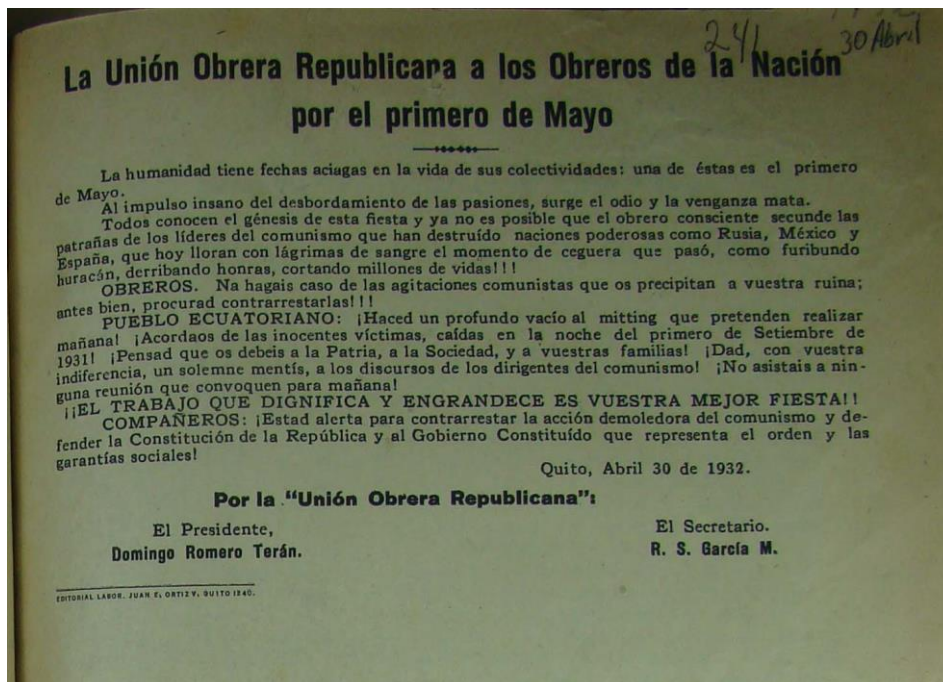 241 30 Abril
La Unión Obrera Republicana a los Obreros de la Nación
por el primero de Mayo
La humanidad tiene fechas aciagas en la vida de sus colectividades: una de éstas es el primero
de Mayo.
Al impulso insano del desbordamiento de las pasiones, surge el odio y la venganza mata.
Todos conocen el génesis de esta fiesta y ya no es posible que el obrero consciente secunde las
patrañas de los líderes del comunismo que han destruído naciones poderosas como Rusia, México y
España, que hoy lloran con lágrimas de sangre el momento de ceguera que pasó, como furibundo
huracán, derribando honras, cortando millones de vidas!!!
OBREROS. Na hagais caso de las agitaciones comunistas que os precipitan a vuestra ruina;
antes bien, procurad contrarrestarlas!!!
PUEBLO ECUATORIANO: ¡Haced un profundo vacío al mitting que pretenden realizar
mañana! ¡Acordaos de las inocentes víctimas, caídas en la noche del primero de Setiembre de
1931! ¡Pensad que os debeis a la Patria, a la Sociedad, y a vuestras familias! ¡Dad, con vuestra
indiferencia, un solemne mentís, a los discursos de los dirigentes del comunismo! ¡No asistais a nin-
guna reunión que convoquen para mañana!
¡¡EL TRABAJO QUE DIGNIFICA Y ENGRANDECE ES VUESTRA MEJOR FIESTA!!
COMPAÑEROS: ¡Estad alerta para contrarrestar la acción demoledora del comunismo y de-
fender la Constitución de la República y al Gobierno Constituído que representa el orden y las
garantías sociales!
Quito, Abril 30 de 1932.
Por la "Unión Obrera Republicana":
El Presidente, El Secretario.
Domingo Romero Terán. R. S. García M.
EDITORIAL LABOR. JUAN E. ORTIZ V. QUITO 1840.